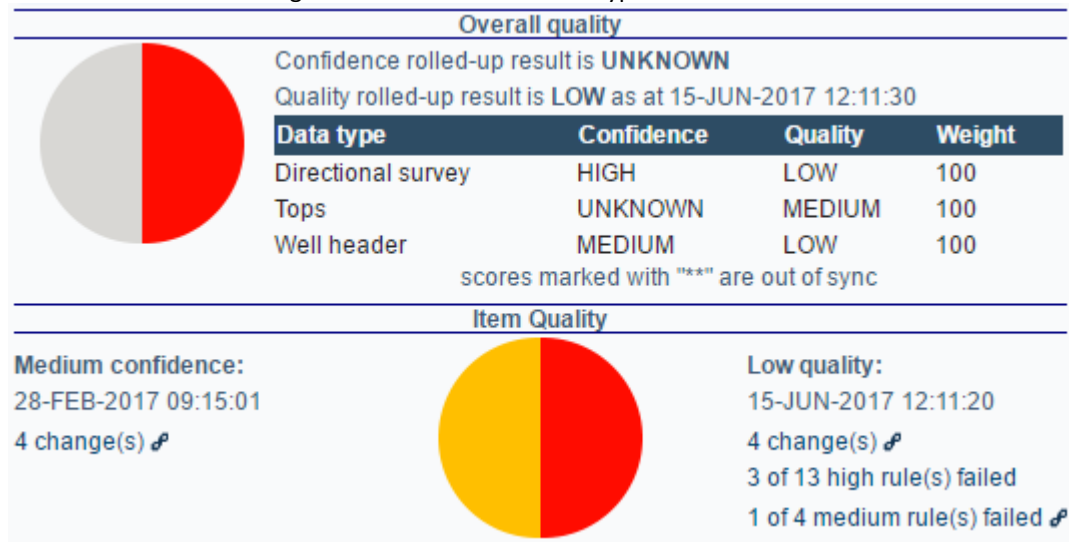 Overall quality
Confidence rolled-up result is UNKNOWN
Quality rolled-up result is LOW as at 15-JUN-2017 12:11:30
Data type Confidence Quality Weight
Directional survey HIGH LOW 100
Tops UNKNOWN MEDIUM 100
Well header MEDIUM LOW 100
scores marked with "**" are out of sync
Item Quality
Medium confidence:
28-FEB-2017 09:15:01
4 change(s)
Low quality:
15-JUN-2017 12:11:20
4 change(s)
3 of 13 high rule(s) failed
1 of 4 medium rule(s) failed